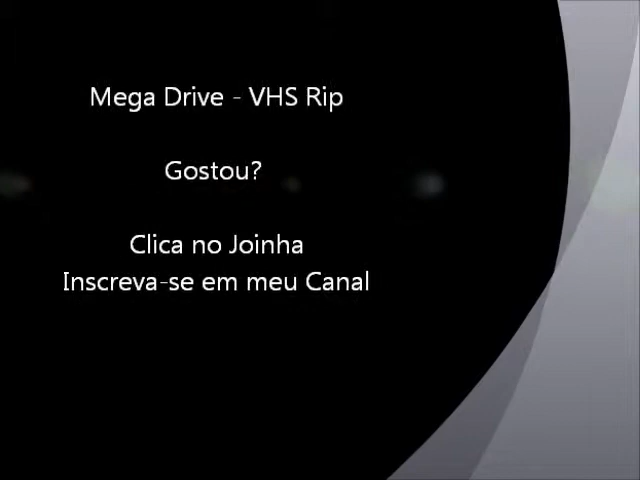 Mega Drive - VHS Rip
Gostou?
Clica no Joinha
Inscreva-se em meu Canal